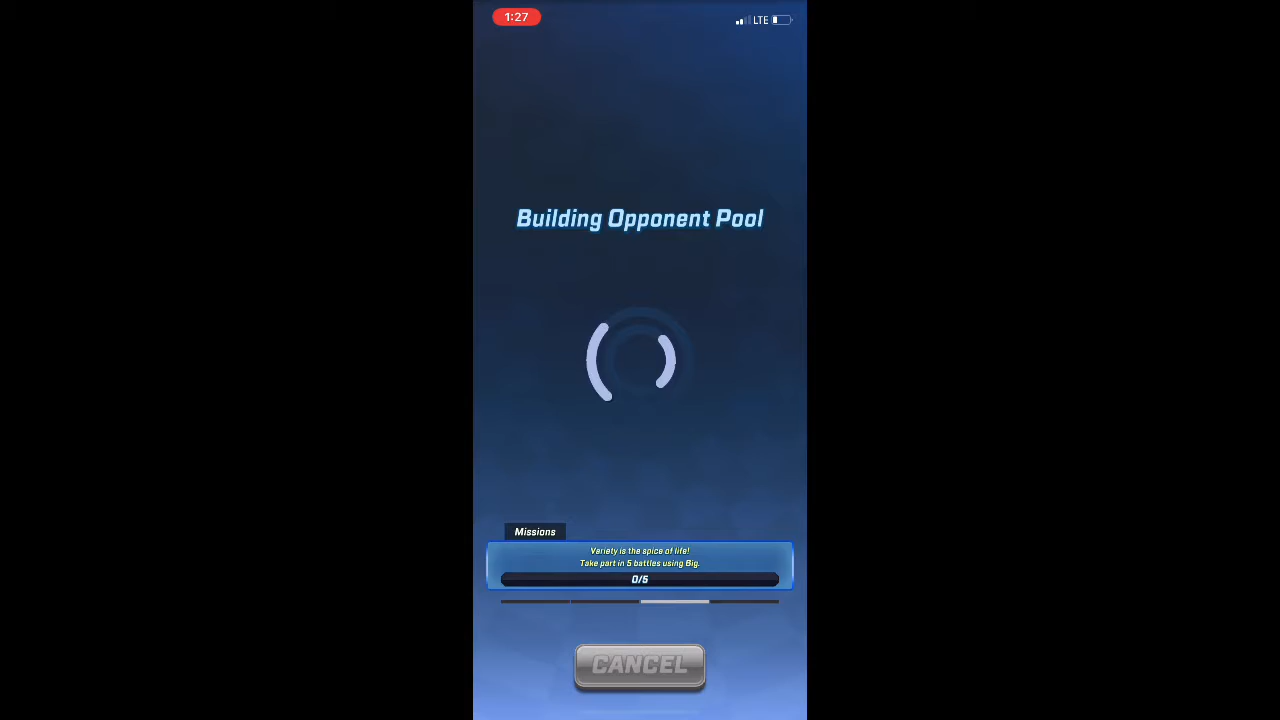 1:27
LTE
Building Opponent Pool
Missions
Variety is the spice of life!
Take part in 5 battles using Big.
0/5
CANCEL